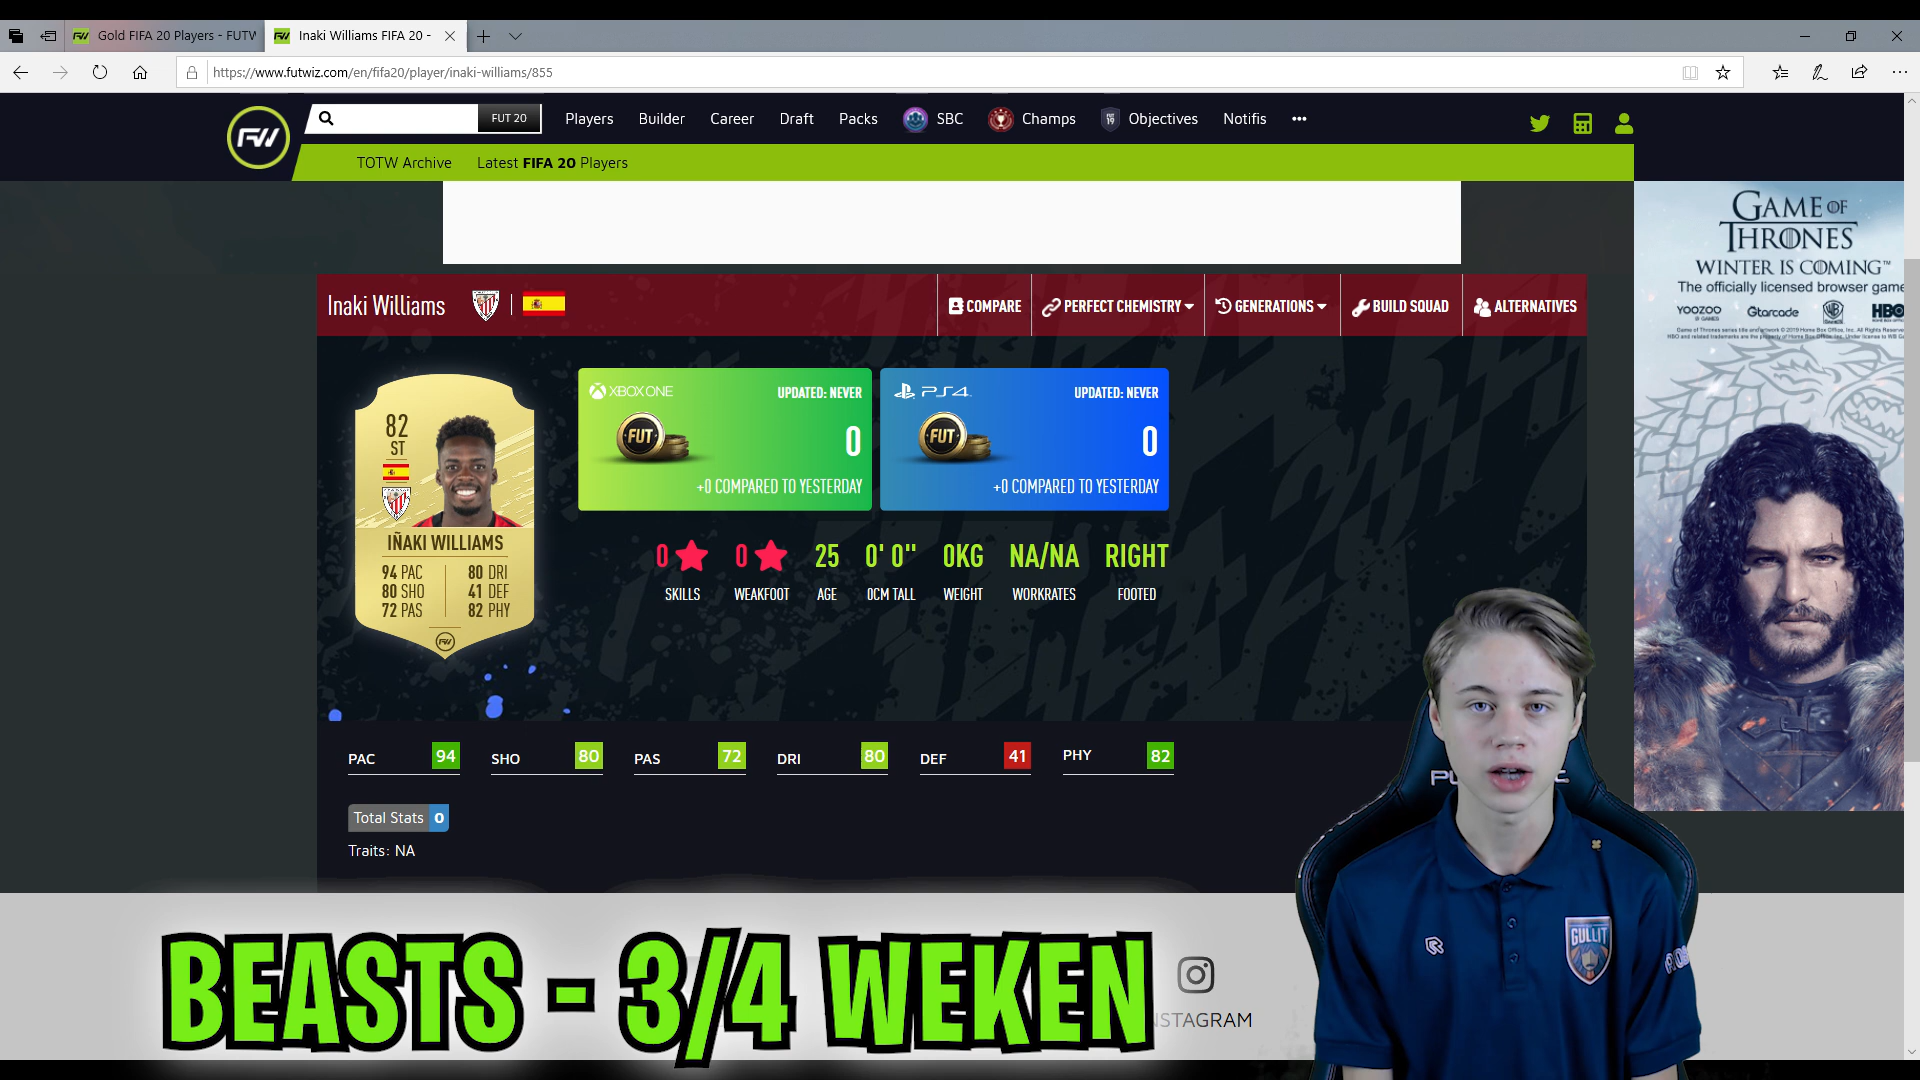 Gold FIFA 20 Players - FUTW
Inaki Williams FIFA 20 -
https://www.futwiz.com/en/fifa20/player/inaki-williams/855
FW
FUT 20
Players
Builder
Career
Draft
Packs
SBC
Champs
Objectives
Notifis
TOTW Archive
Latest FIFA 20 Players
Inaki Williams
COMPARE
PERFECT CHEMISTRY
GENERATIONS
BUILD SQUAD
ALTERNATIVES
82
ST
IÑAKI WILLIAMS
94 PAC 80 DRI
80 SHO 41 DEF
72 PAS 82 PHY
XBOX ONE
UPDATED: NEVER
FUT
0
+0 COMPARED TO YESTERDAY
PS4
UPDATED: NEVER
FUT
0
+0 COMPARED TO YESTERDAY
0 0 25 0' 0" 0KG NA/NA RIGHT
SKILLS WEAKFOOT AGE 0CM TALL WEIGHT WORKRATES FOOTED
PAC 94 SHO 80 PAS 72 DRI 80 DEF 41 PHY 82
Total Stats 0
Traits: NA
GAME OF
THRONES
WINTER IS COMING™
The officially licensed browser game
YOOZOO
GAMES
Gtarcade
HBO
GULLIT
BEASTS - 3/4 WEKEN
NSTAGRAM